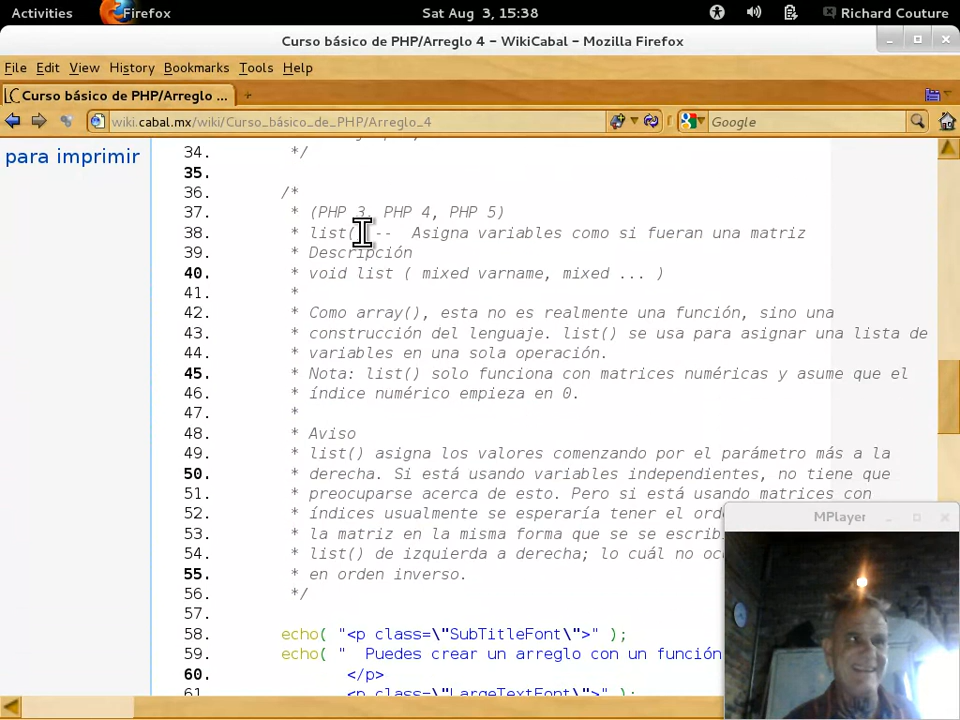 Activities Firefox Sat Aug 3, 15:38 Richard Couture
Curso básico de PHP/Arreglo 4 - WikiCabal - Mozilla Firefox
File Edit View History Bookmarks Tools Help
Curso básico de PHP/Arreglo ...
wiki.cabal.mx/wiki/Curso_básico_de_PHP/Arreglo_4 Google
para imprimir
34. */
35.
36. /*
37. * (PHP 3, PHP 4, PHP 5)
38. * list() -- Asigna variables como si fueran una matriz
39. * Descripción
40. * void list ( mixed varname, mixed ... )
41. *
42. * Como array(), esta no es realmente una función, sino una
43. * construcción del lenguaje. list() se usa para asignar una lista de
44. * variables en una sola operación.
45. * Nota: list() solo funciona con matrices numéricas y asume que el
46. * índice numérico empieza en 0.
47. *
48. * Aviso
49. * list() asigna los valores comenzando por el parámetro más a la
50. * derecha. Si está usando variables independientes, no tiene que
51. * preocuparse acerca de esto. Pero si está usando matrices con
52. * índices usualmente se esperaría tener el ord
53. * la matriz en la misma forma que se se escrib
54. * list() de izquierda a derecha; lo cuál no oc
55. * en orden inverso.
56. */
57.
58. echo( "<p class=\"SubTitleFont\">" );
59. echo( " Puedes crear un arreglo con un función
60. </p>
61. <p class=\"LargeTextFont\">" );
MPlayer